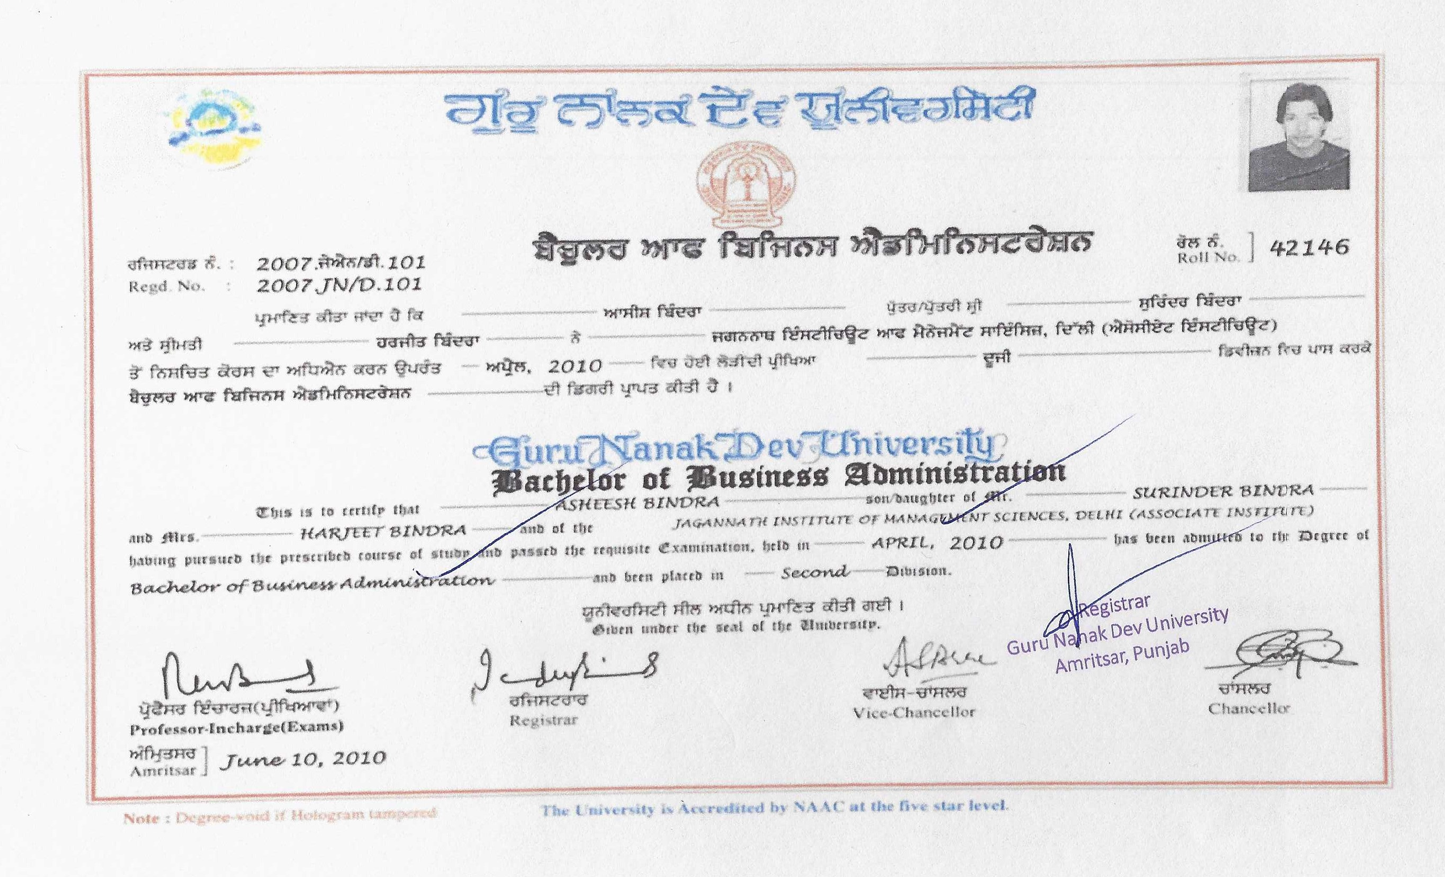 ਗੁਰੂ ਨਾਨਕ ਦੇਵ ਯੂਨੀਵਰਸਿਟੀ
ਬੈਚੁਲਰ ਆਫ ਬਿਜਿਨਸ ਐਡਮਿਨਿਸਟਰੇਸ਼ਨ
ਰੋਲ ਨੰ.
Roll No. ] 42146
ਰਜਿਸਟਰਡ ਨੰ. : 2007.ਜੇਐਨ/ਡੀ.101
Regd. No. : 2007.JN/D.101
ਪ੍ਰਮਾਣਿਤ ਕੀਤਾ ਜਾਂਦਾ ਹੈ ਕਿ ਆਸੀਸ਼ ਬਿੰਦਰਾ ਪੁੱਤਰ/ਪੁੱਤਰੀ ਸ਼੍ਰੀ ਸੁਰਿੰਦਰ ਬਿੰਦਰਾ
ਅਤੇ ਸ਼੍ਰੀਮਤੀ ਹਰਜੀਤ ਬਿੰਦਰਾ ਨੇ ਜਗਨਨਾਥ ਇੰਸਟੀਚਿਊਟ ਆਫ ਮੈਨੇਜਮੈਂਟ ਸਾਇੰਸਿਜ਼, ਦਿੱਲੀ (ਐਸੋਸੀਏਟ ਇੰਸਟੀਚਿਊਟ)
ਤੋਂ ਨਿਸ਼ਚਿਤ ਕੋਰਸ ਦਾ ਅਧਿਐਨ ਕਰਨ ਉਪਰੰਤ ਅਪ੍ਰੈਲ, 2010 ਵਿਚ ਹੋਈ ਲੋੜੀਂਦੀ ਪ੍ਰੀਖਿਆ ਦੂਜੀ ਡਿਵੀਜ਼ਨ ਵਿਚ ਪਾਸ ਕਰਕੇ
ਬੈਚੁਲਰ ਆਫ ਬਿਜਿਨਸ ਐਡਮਿਨਿਸਟਰੇਸ਼ਨ ਦੀ ਡਿਗਰੀ ਪ੍ਰਾਪਤ ਕੀਤੀ ਹੈ ।
Guru Nanak Dev University
Bachelor of Business Administration
This is to certify that ASHEESH BINDRA son/daughter of Mr. SURINDER BINDRA
and Mrs. HARJEET BINDRA and of the JAGANNATH INSTITUTE OF MANAGEMENT SCIENCES, DELHI (ASSOCIATE INSTITUTE)
having pursued the prescribed course of study and passed the requisite Examination, held in APRIL, 2010 has been admitted to the Degree of
Bachelor of Business Administration and been placed in Second Division.
ਯੂਨੀਵਰਸਿਟੀ ਸੀਲ ਅਧੀਨ ਪ੍ਰਮਾਣਿਤ ਕੀਤੀ ਗਈ ।
Given under the seal of the University.
Registrar
Guru Nanak Dev University
Amritsar, Punjab
ਪ੍ਰੋਫੈਸਰ ਇੰਚਾਰਜ(ਪ੍ਰੀਖਿਆਵਾਂ) ਰਜਿਸਟਰਾਰ ਵਾਈਸ-ਚਾਂਸਲਰ ਚਾਂਸਲਰ
Professor-Incharge(Exams) Registrar Vice-Chancellor Chancellor
ਅੰਮ੍ਰਿਤਸਰ
Amritsar ] June 10, 2010
Note : Degree-void if Hologram tampered
The University is Accredited by NAAC at the five star level.